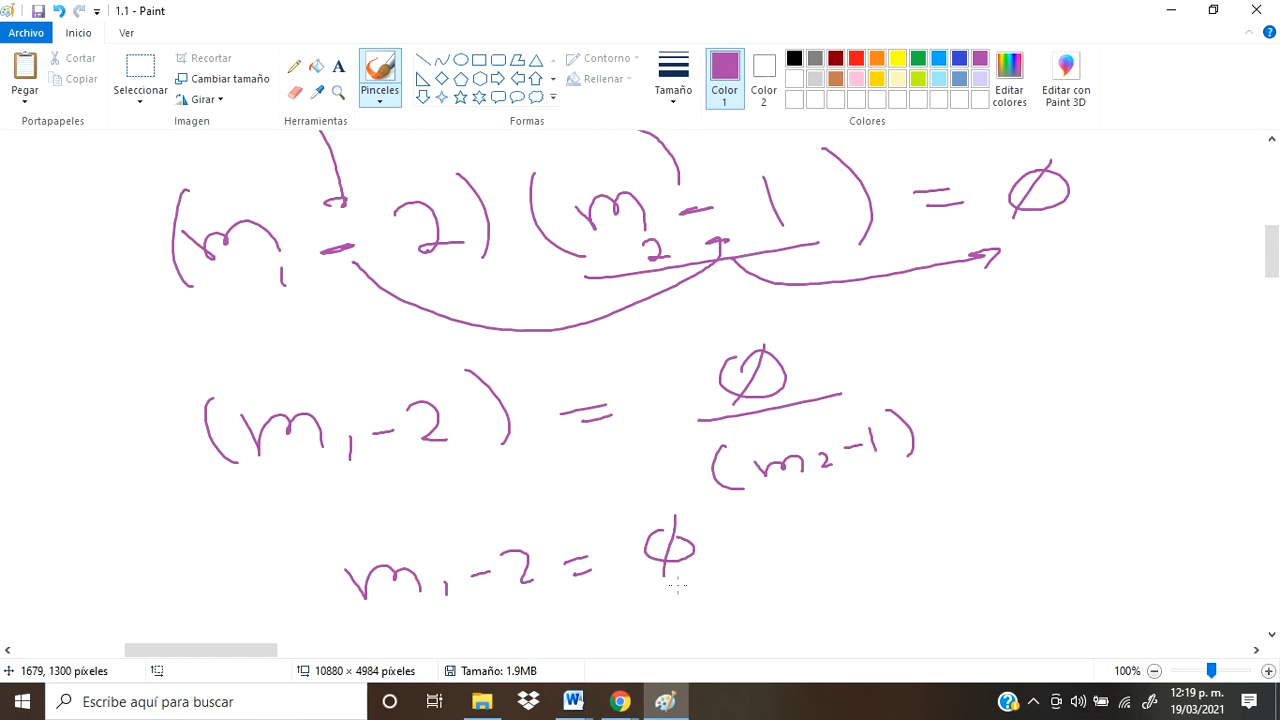 1.1 - Paint
Archivo Inicio Ver
Pegar
Cortar
Copiar
Portapapeles
Seleccionar
Recortar
Cambiar tamaño
Girar
Imagen
Herramientas
Pinceles
Formas
Contorno
Rellenar
Tamaño
Color 1
Color 2
Editar colores
Editar con Paint 3D
Colores
(m₁ - 2)(m₂ - 1) = ∅
(m₁ - 2) = ∅
(m₂ - 1)
m₁ - 2 = ∅
1679, 1300 píxeles
10880 × 4984 píxeles
Tamaño: 1.9MB
100%
Escribe aquí para buscar
12:19 p. m.
19/03/2021